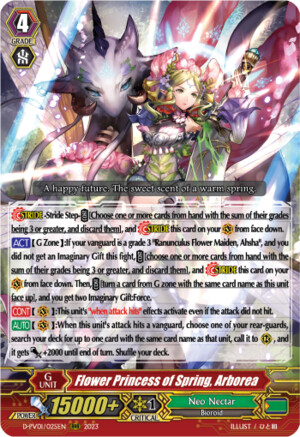 4
GRADE
A happy future. The sweet scent of a warm spring.
STRIDE -Stride Step- [Choose one or more cards from hand with the sum of their grades
being 3 or greater, and discard them], and STRIDE this card on your from face down.
ACT [G Zone]:If your vanguard is a grade 3 "Ranunculus Flower Maiden, Ahsha", and you
did not get an Imaginary Gift this fight, [choose one or more cards from hand with the
sum of their grades being 3 or greater, and discard them], and STRIDE this card on your
from face down. Then, [turn a card from G zone with the same card name as this unit
face up], and you get two Imaginary Gift:Force.
CONT :This unit's "when attack hits" effects activate even if the attack did not hit.
AUTO :When this unit's attack hits a vanguard, choose one of your rear-guards,
search your deck for up to one card with the same card name as that unit, call it to , and
it gets +2000 until end of turn. Shuffle your deck.
G
UNIT
Flower Princess of Spring, Arborea
POWER
15000+
1
CRITICAL
Neo Nectar
Bioroid
D-PV01/025EN RRR 2023
ILLUST